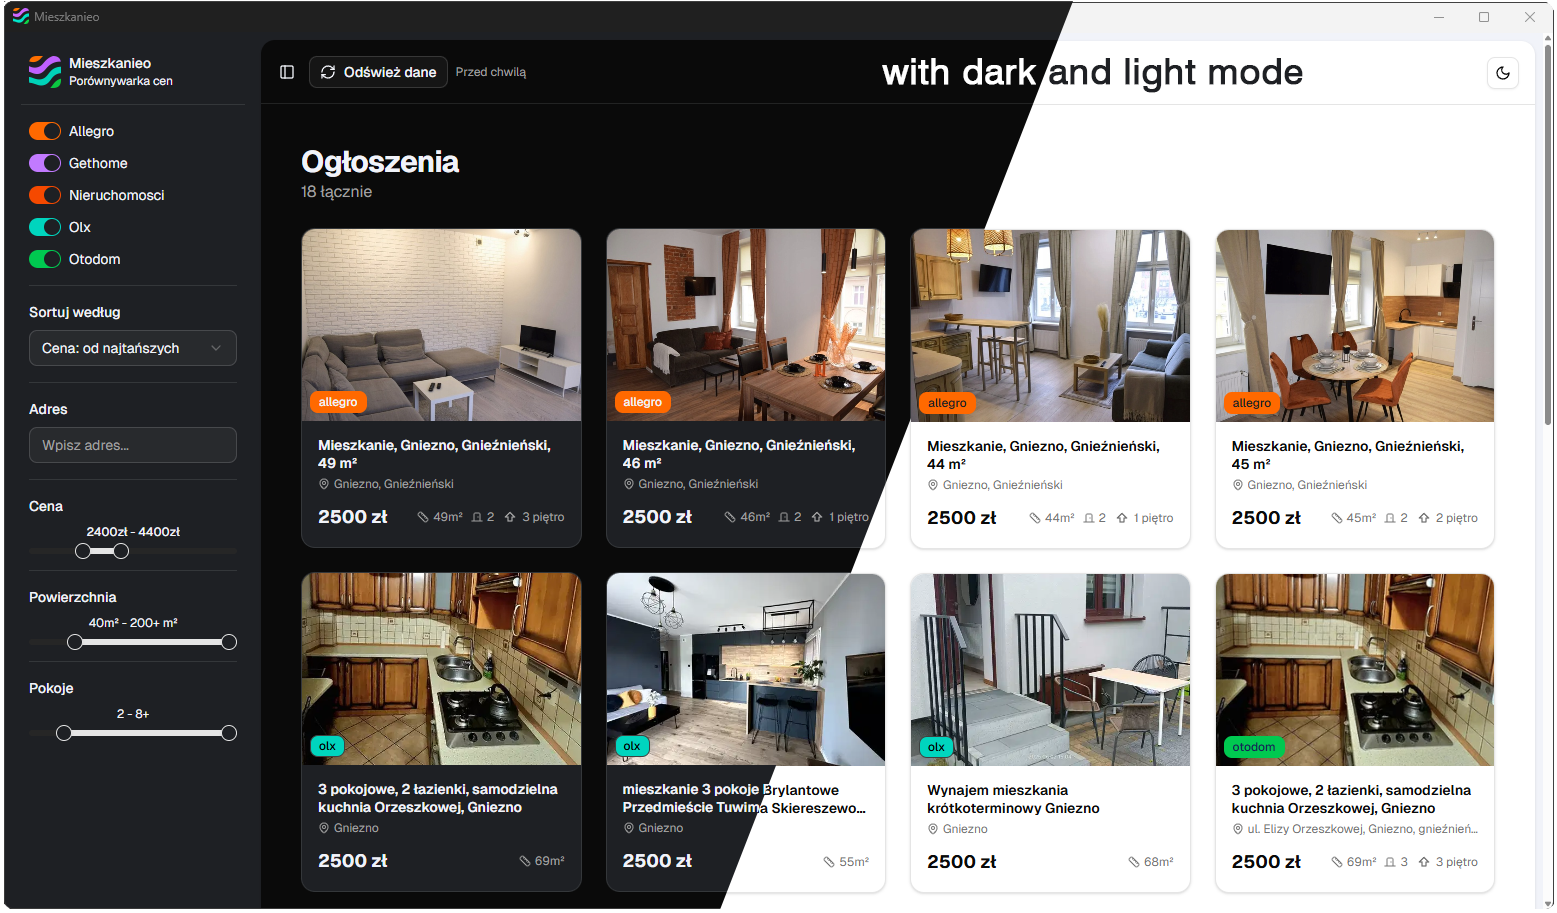 Mieszkanieo
Mieszkanieo
Porównywarka cen
Allegro
Gethome
Nieruchomosci
Olx
Otodom
Sortuj według
Cena: od najtańszych
Adres
Wpisz adres...
Cena
2400zł - 4400zł
Powierzchnia
40m² - 200+ m²
Pokoje
2 - 8+
Odśwież dane
Przed chwilą
with dark and light mode
Ogłoszenia
18 łącznie
allegro
Mieszkanie, Gniezno, Gnieźnieński,
49 m²
Gniezno, Gnieźnieński
2500 zł 49m² 2 3 piętro
allegro
Mieszkanie, Gniezno, Gnieźnieński,
46 m²
Gniezno, Gnieźnieński
2500 zł 46m² 2 1 piętro
allegro
Mieszkanie, Gniezno, Gnieźnieński,
44 m²
Gniezno, Gnieźnieński
2500 zł 44m² 2 1 piętro
allegro
Mieszkanie, Gniezno, Gnieźnieński,
45 m²
Gniezno, Gnieźnieński
2500 zł 45m² 2 2 piętro
olx
3 pokojowe, 2 łazienki, samodzielna
kuchnia Orzeszkowej, Gniezno
Gniezno
2500 zł 69m²
olx
mieszkanie 3 pokoje Brylantowe
Przedmieście Tuwima Skiereszewo...
Gniezno
2500 zł 55m²
olx
Wynajem mieszkania
krótkoterminowy Gniezno
Gniezno
2500 zł 68m²
otodom
3 pokojowe, 2 łazienki, samodzielna
kuchnia Orzeszkowej, Gniezno
ul. Elizy Orzeszkowej, Gniezno, gnieźnień...
2500 zł 69m² 3 3 piętro